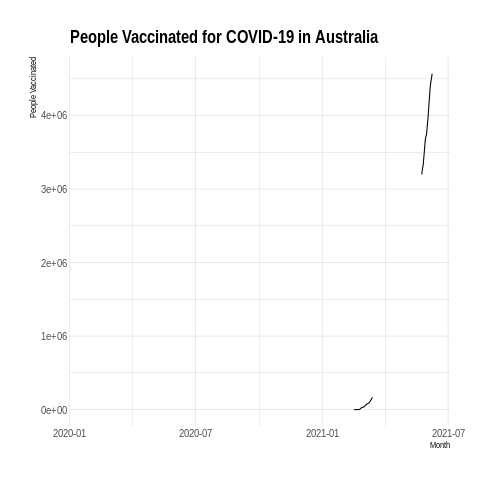 People Vaccinated for COVID-19 in Australia
People Vaccinated
4e+06
3e+06
2e+06
1e+06
0e+00
2020-01 2020-07 2021-01 2021-07
Month